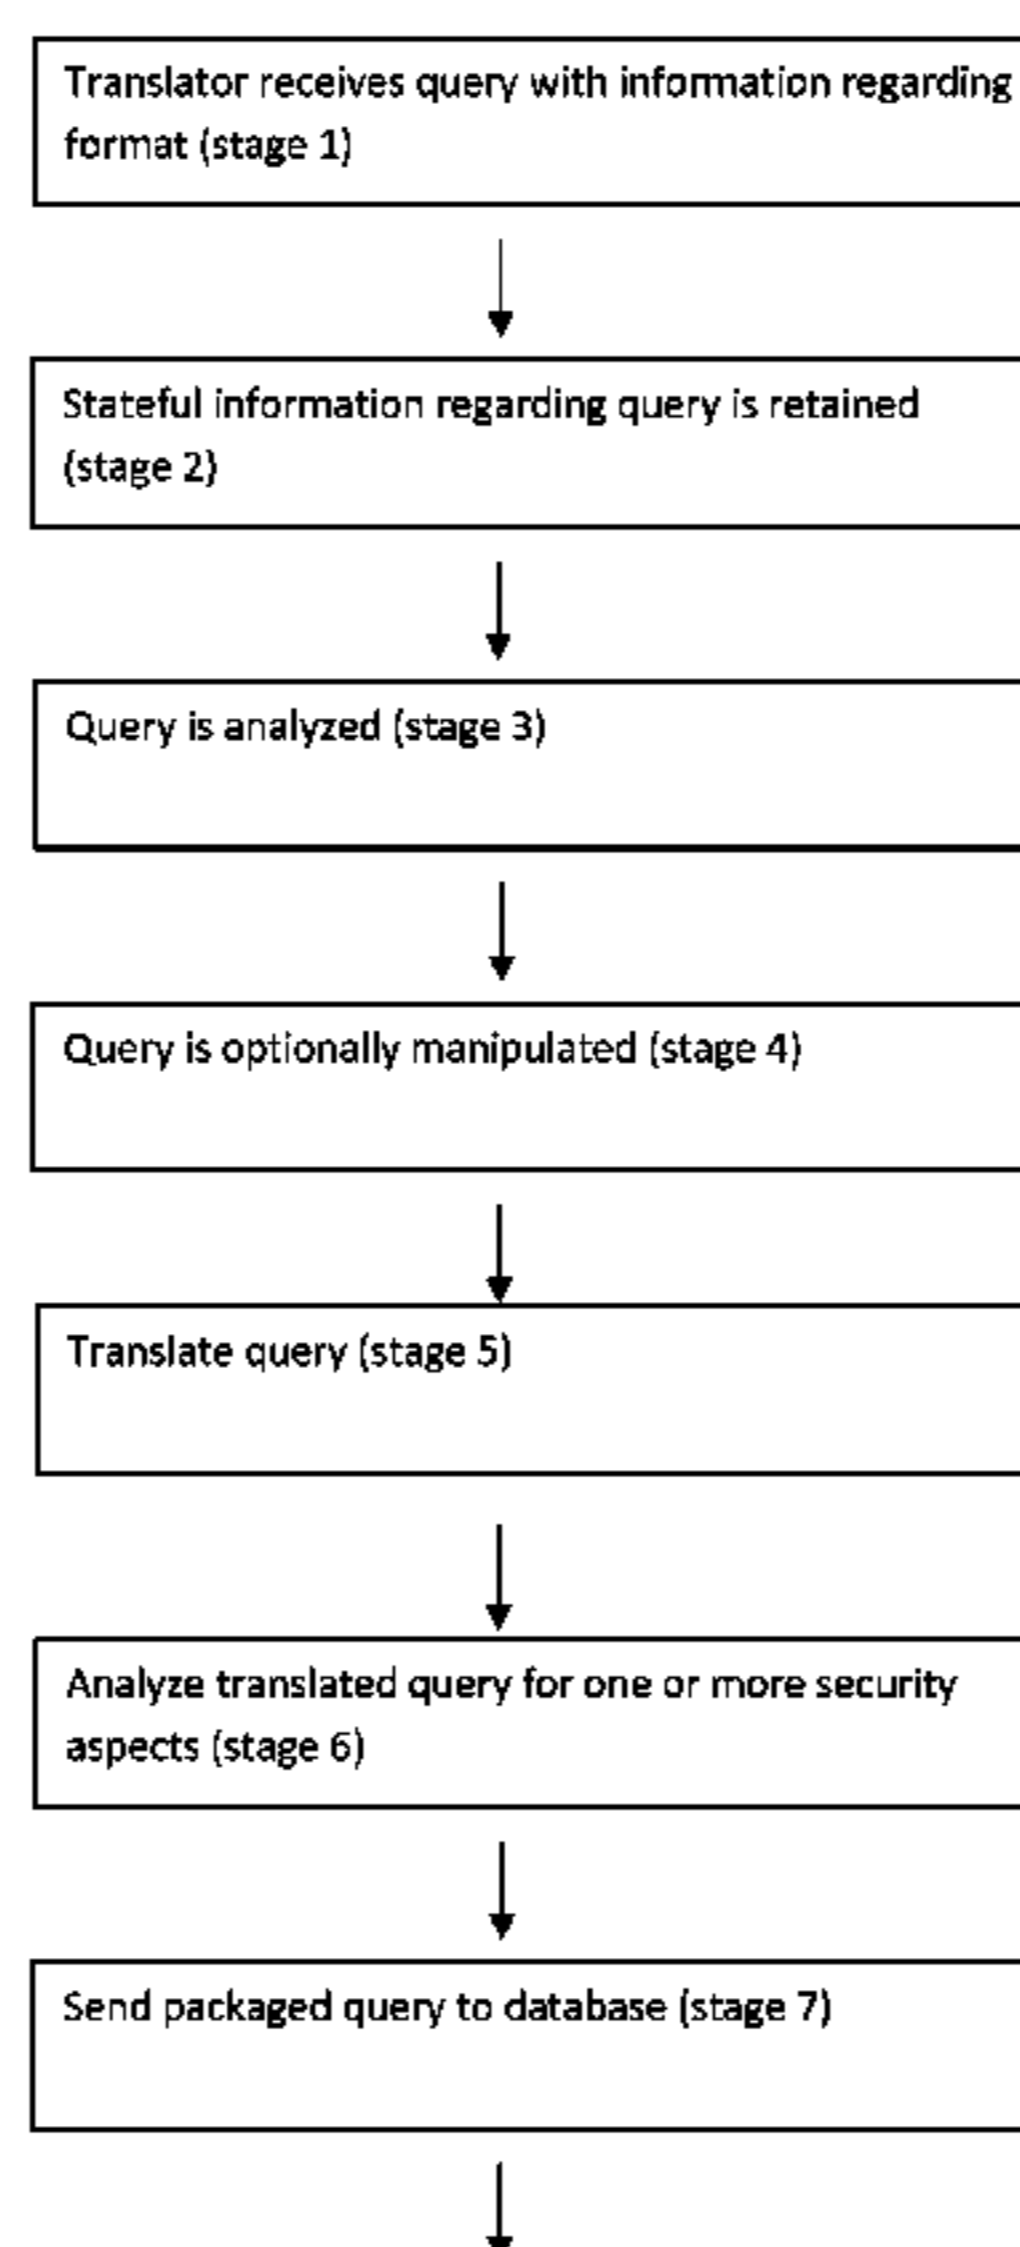 Translator receives query with information regarding
format (stage 1)
Stateful information regarding query is retained
(stage 2)
Query is analyzed (stage 3)
Query is optionally manipulated (stage 4)
Translate query (stage 5)
Analyze translated query for one or more security
aspects (stage 6)
Send packaged query to database (stage 7)